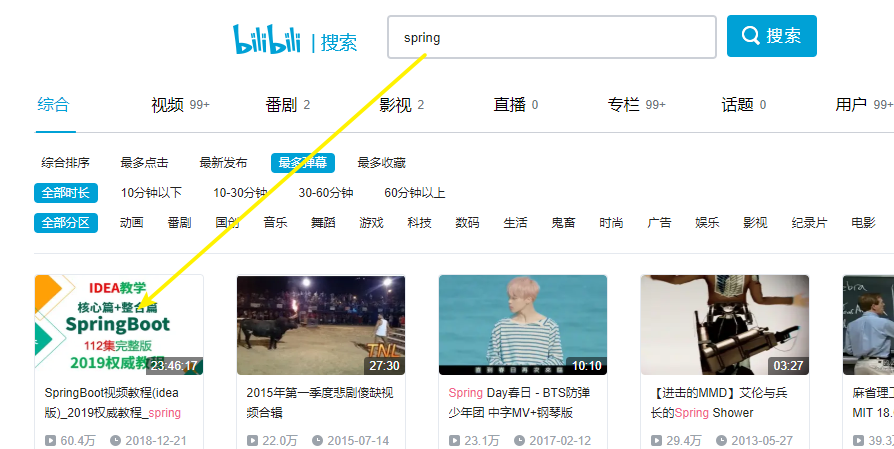 bilibili | 搜索
spring
搜索
综合 视频 99+ 番剧 2 影视 2 直播 0 专栏 99+ 话题 0 用户 99+
综合排序 最多点击 最新发布 最多弹幕 最多收藏
全部时长 10分钟以下 10-30分钟 30-60分钟 60分钟以上
全部分区 动画 番剧 国创 音乐 舞蹈 游戏 科技 数码 生活 鬼畜 时尚 广告 娱乐 影视 纪录片 电影
IDEA教学
核心篇+整合篇
SpringBoot
112集完整版
2019权威教程
23:46:17
SpringBoot视频教程(idea
版)_2019权威教程_spring
60.4万 2018-12-21
TNL
27:30
2015年第一季度悲剧傻缺视
频合辑
22.0万 2015-07-14
10:10
Spring Day春日 - BTS防弹
少年团 中字MV+钢琴版
23.1万 2017-02-12
03:27
【进击的MMD】艾伦与兵
长的Spring Shower
29.4万 2013-05-27
麻省理工
MIT 18.
39.3